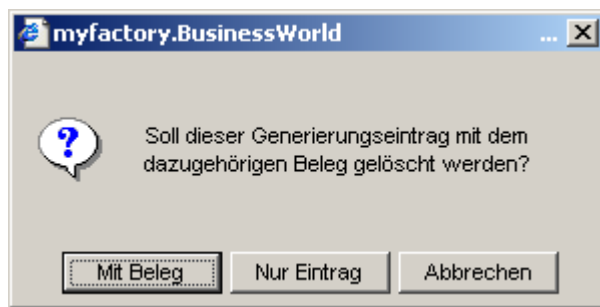 myfactory.BusinessWorld ...
Soll dieser Generierungseintrag mit dem
dazugehörigen Beleg gelöscht werden?
Mit Beleg Nur Eintrag Abbrechen